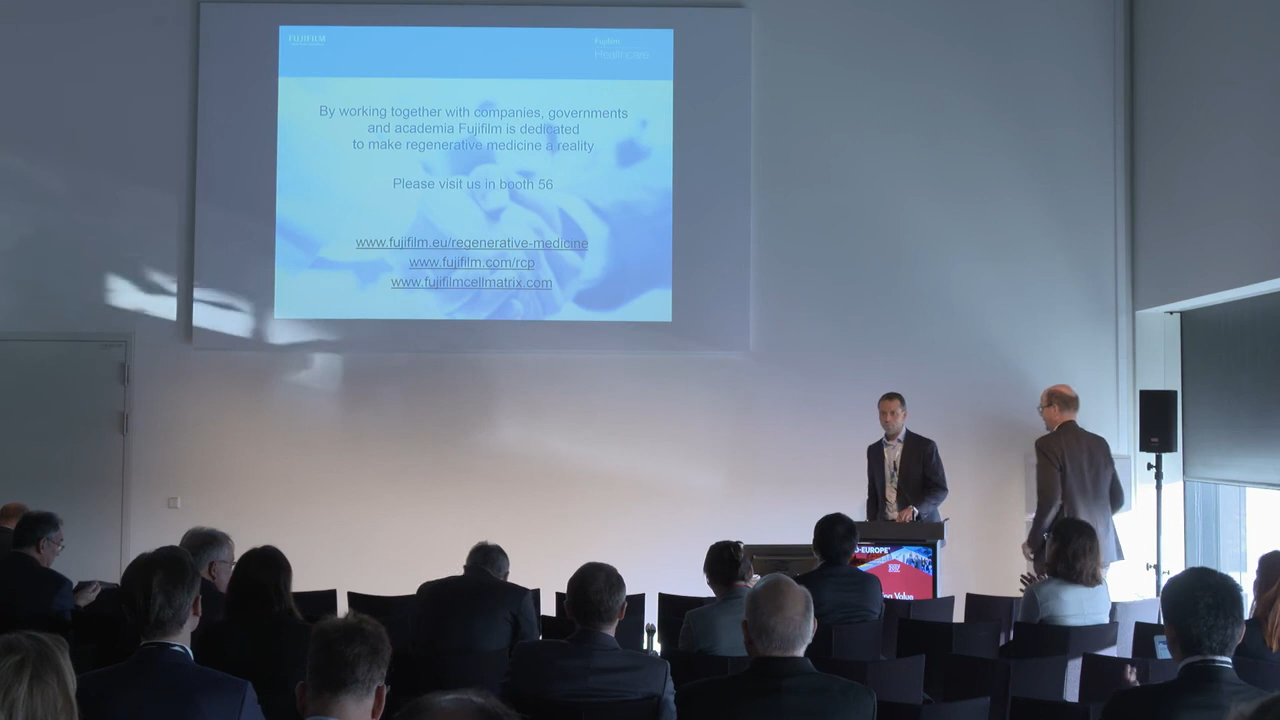 FUJIFILM
Fujifilm
Healthcare
By working together with companies, governments
and academia Fujifilm is dedicated
to make regenerative medicine a reality
Please visit us in booth 56
www.fujifilm.eu/regenerative-medicine
www.fujifilm.com/rcp
www.fujifilmcellmatrix.com
O-EUROPE